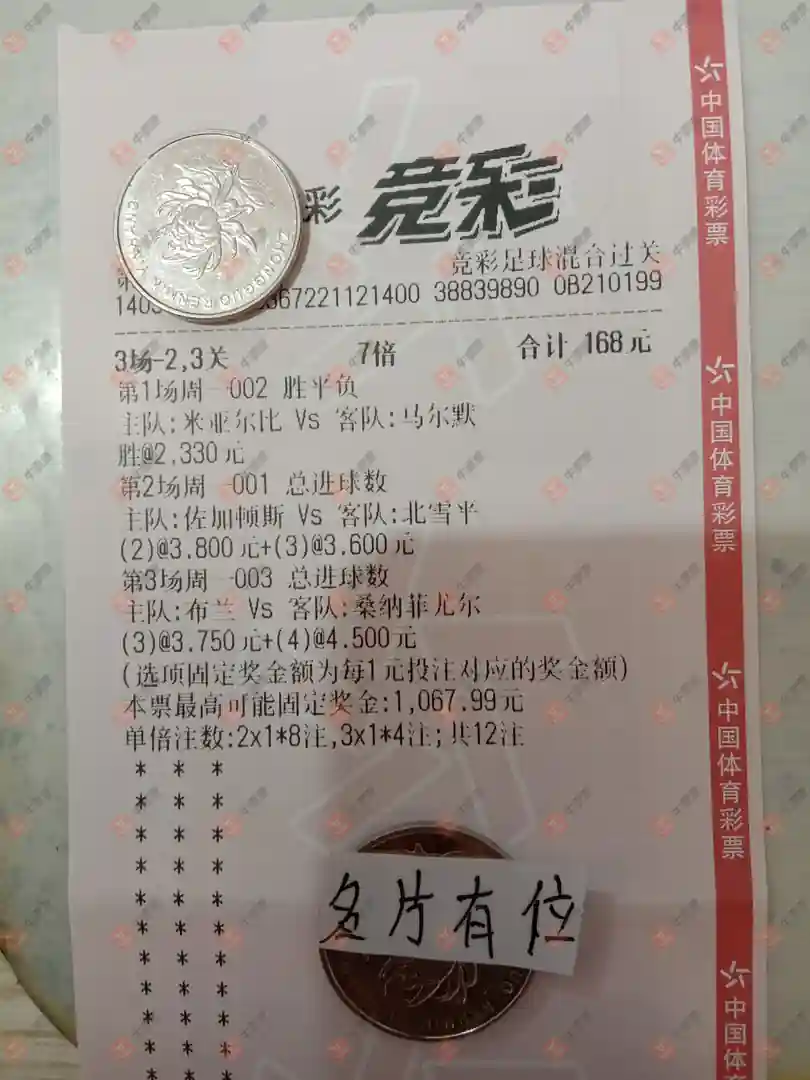 彩 竞彩
竞彩足球混合过关
第
1403 367221121400 38839890 0B210199
3场-2,3关 7倍 合计 168元
第1场周一002 胜平负
主队:米亚尔比 Vs 客队:马尔默
胜@2.330元
第2场周一001 总进球数
主队:佐加顿斯 Vs 客队:北雪平
(2)@3.800元+(3)@3.600元
第3场周一003 总进球数
主队:布兰 Vs 客队:桑纳菲尤尔
(3)@3.750元+(4)@4.500元
(选项固定奖金额为每1元投注对应的奖金额)
本票最高可能固定奖金:1,067.99元
单倍注数:2x1*8注,3x1*4注;共12注
名片有位
中国体育彩票
中国体育彩票
中国体育彩票
中国体